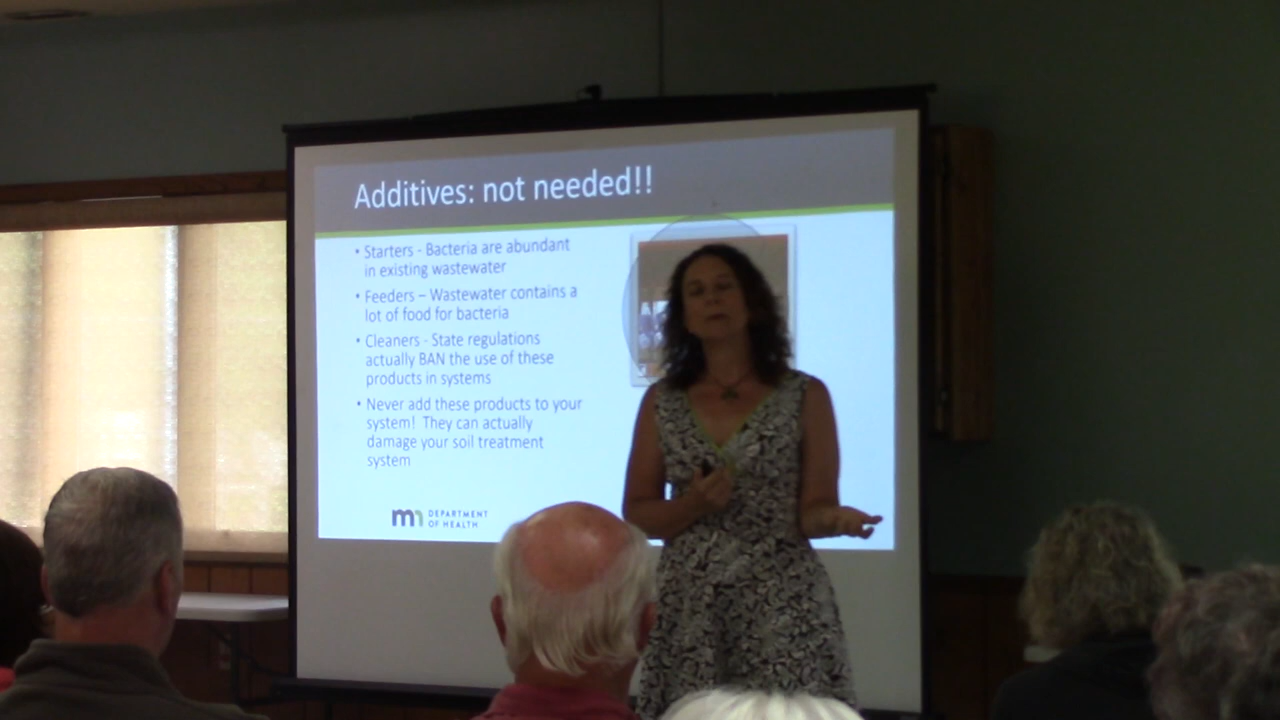 Additives: not needed!!
• Starters - Bacteria are abundant
in existing wastewater
• Feeders – Wastewater contains a
lot of food for bacteria
• Cleaners - State regulations
actually BAN the use of these
products in systems
• Never add these products to your
system! They can actually
damage your soil treatment
system
mn DEPARTMENT
OF HEALTH